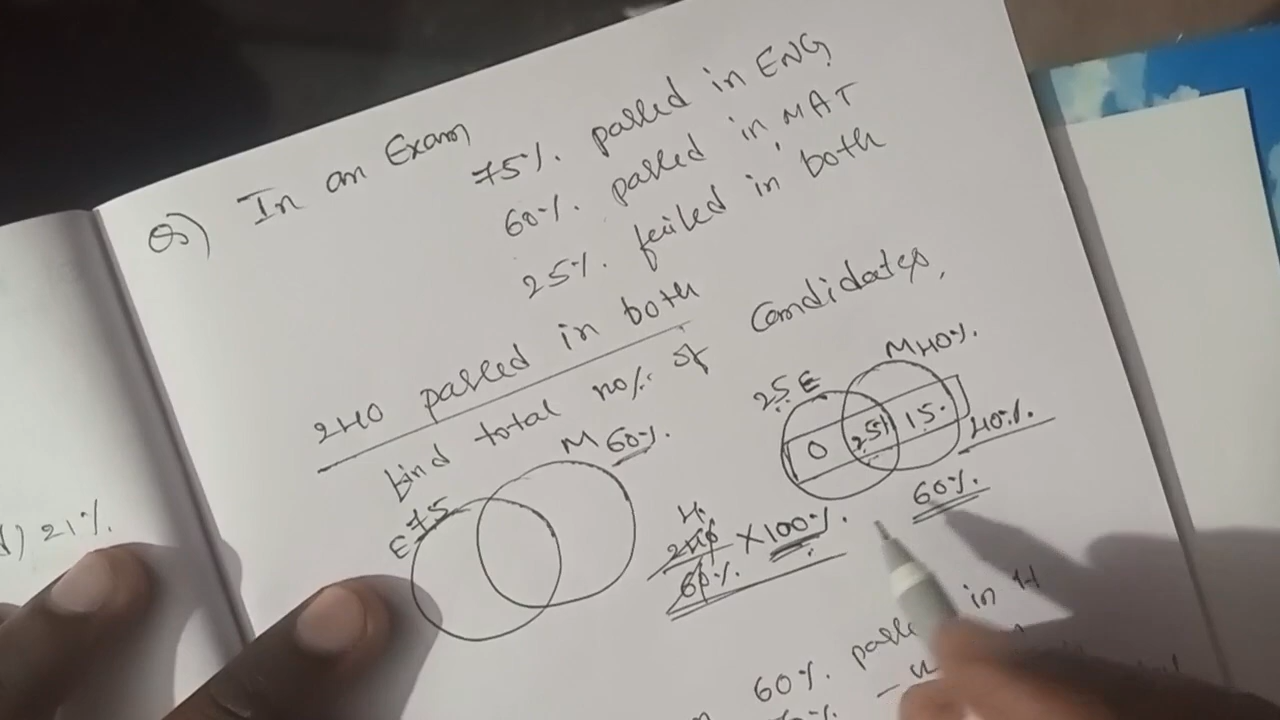 Q) In an Exam
75%. passed in ENG
60%. passed in MAT
25%. failed in both
240 passed in both
find total no/. of candidates.
M 60%.
E 75
25 E
M 40%.
0 25% 15.
40%.
60%.
4.
240 × 100%.
60%.
d) 21%.
60%. in H